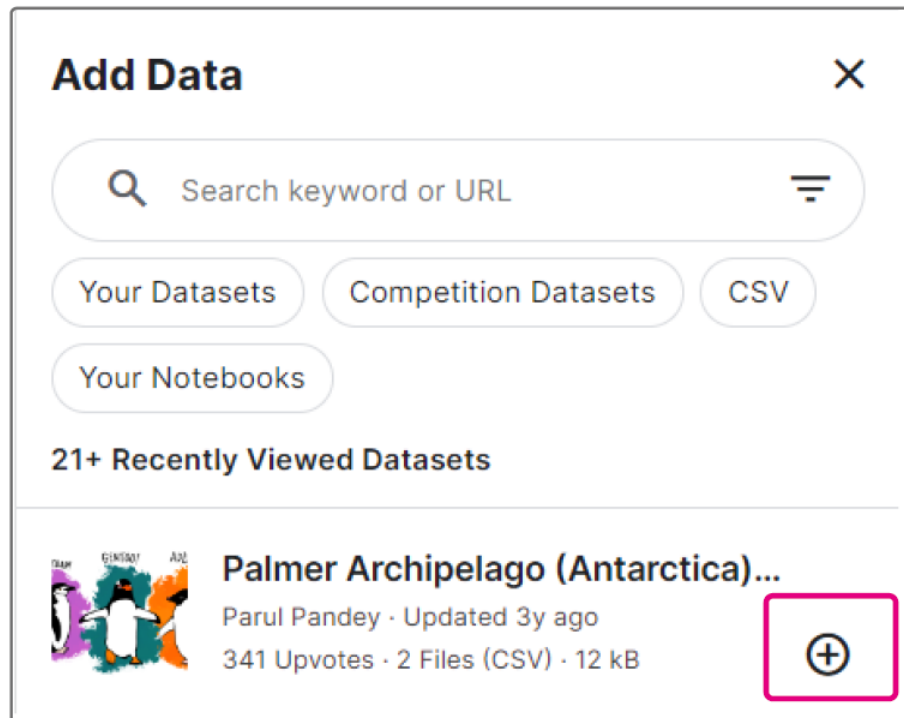 Add Data
Search keyword or URL
Your Datasets
Competition Datasets
CSV
Your Notebooks
21+ Recently Viewed Datasets
GENTOO!
Palmer Archipelago (Antarctica)...
Parul Pandey · Updated 3y ago
341 Upvotes · 2 Files (CSV) · 12 kB